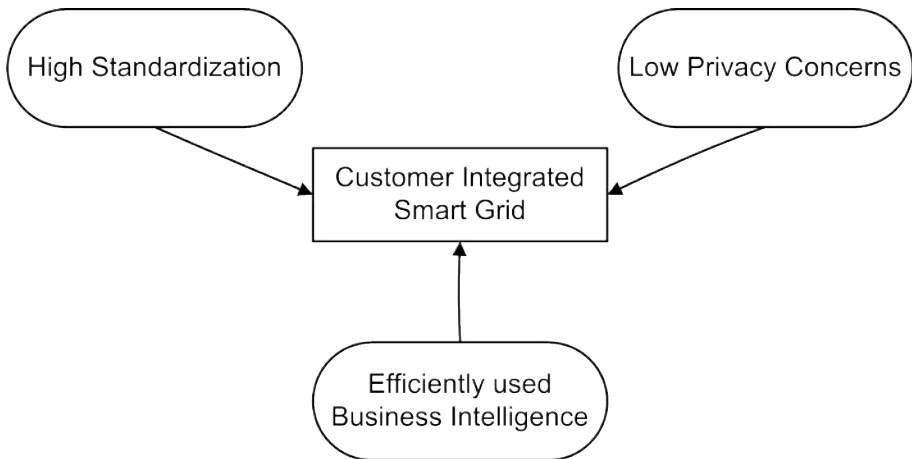 High Standardization
Low Privacy Concerns
Customer Integrated
Smart Grid
Efficiently used
Business Intelligence